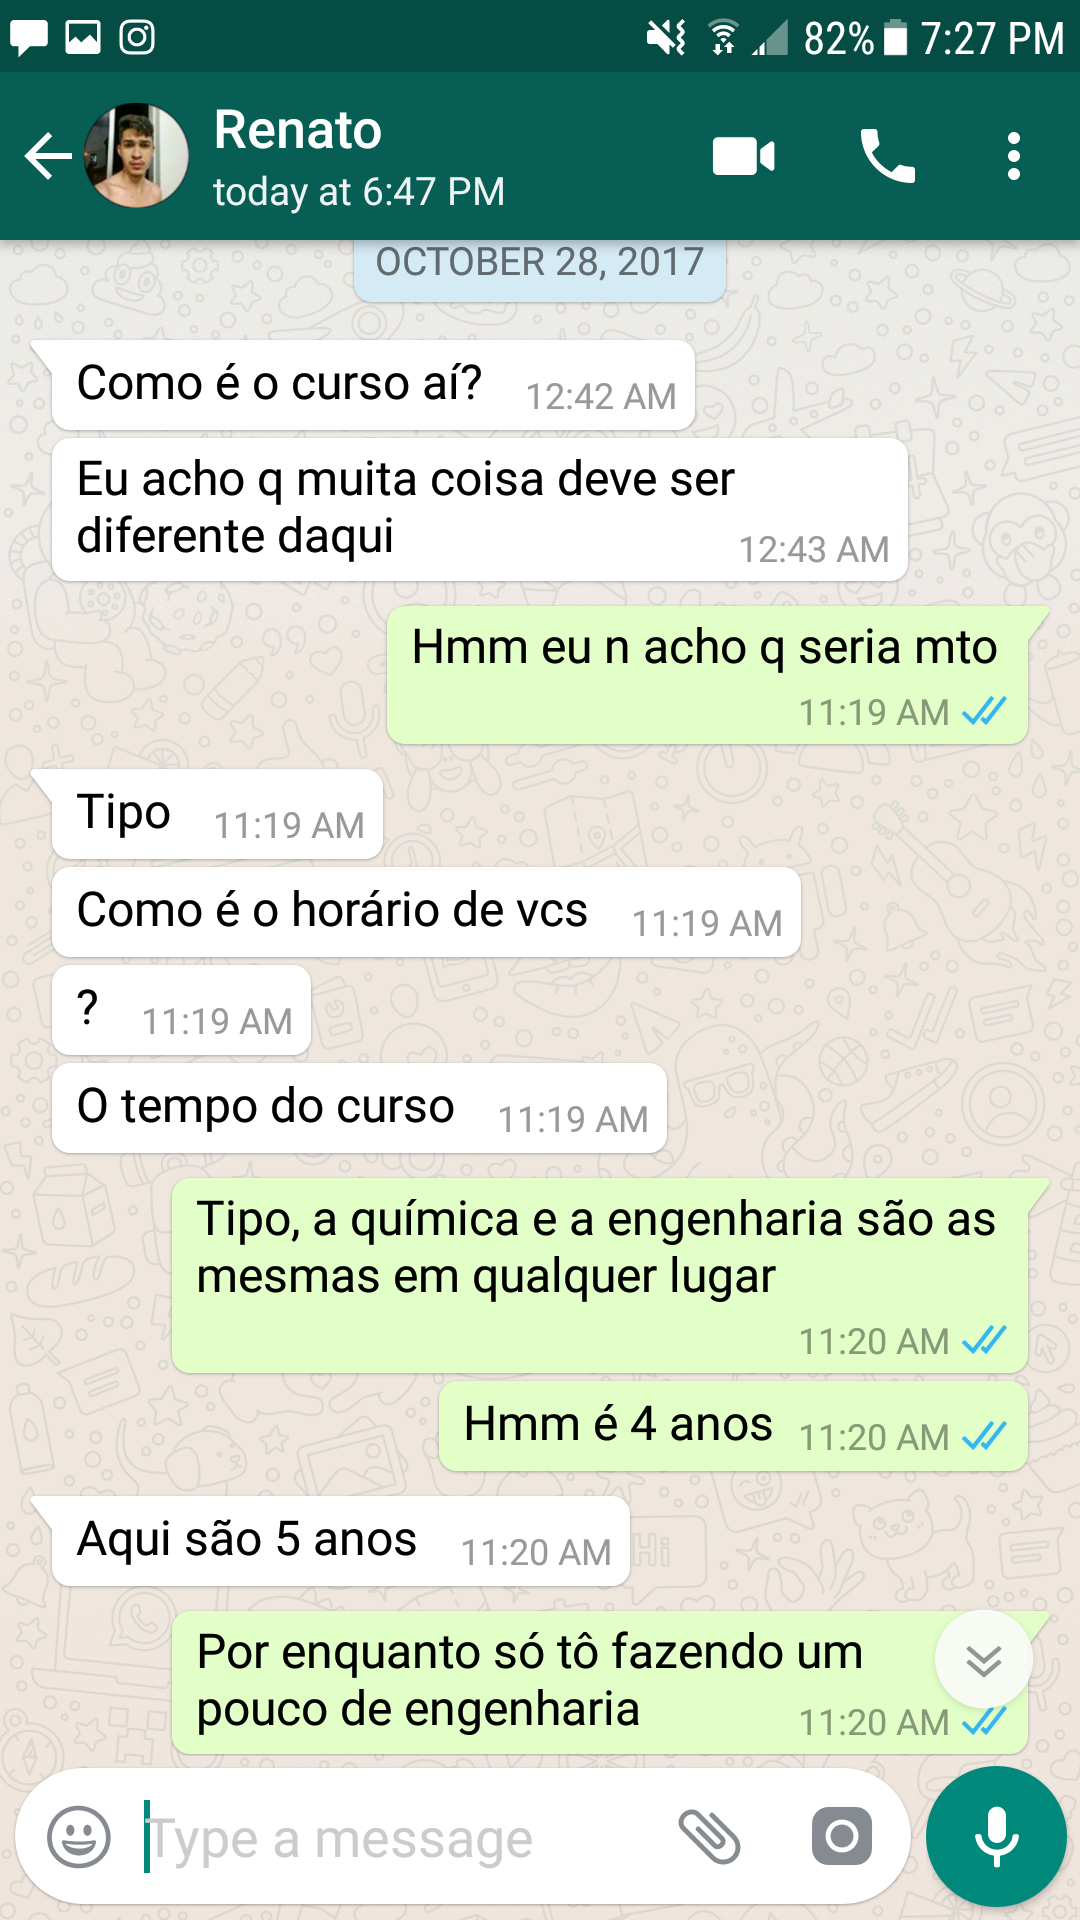 82% 7:27 PM
Renato
today at 6:47 PM
OCTOBER 28, 2017
Como é o curso aí? 12:42 AM
Eu acho q muita coisa deve ser
diferente daqui 12:43 AM
Hmm eu n acho q seria mto
11:19 AM
Tipo 11:19 AM
Como é o horário de vcs 11:19 AM
? 11:19 AM
O tempo do curso 11:19 AM
Tipo, a química e a engenharia são as
mesmas em qualquer lugar
11:20 AM
Hmm é 4 anos 11:20 AM
Aqui são 5 anos 11:20 AM
Hi
Por enquanto só tô fazendo um
pouco de engenharia 11:20 AM
Type a message